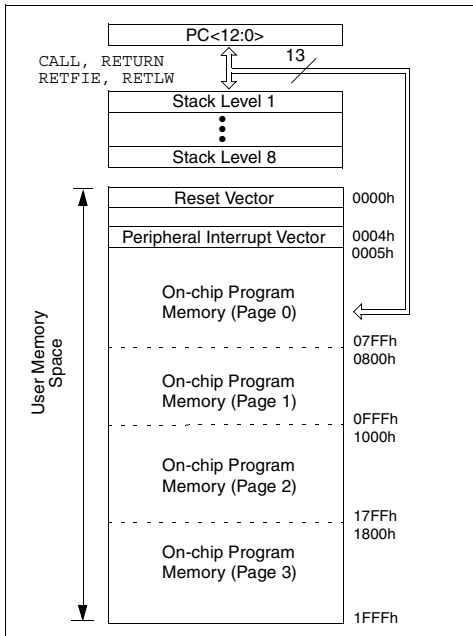 PC<12:0>
CALL, RETURN
RETFIE, RETLW
13
Stack Level 1
Stack Level 8
Reset Vector
0000h
Peripheral Interrupt Vector
0004h
0005h
On-chip Program
Memory (Page 0)
07FFh
0800h
On-chip Program
Memory (Page 1)
0FFFh
1000h
On-chip Program
Memory (Page 2)
17FFh
1800h
On-chip Program
Memory (Page 3)
1FFFh
User Memory
Space